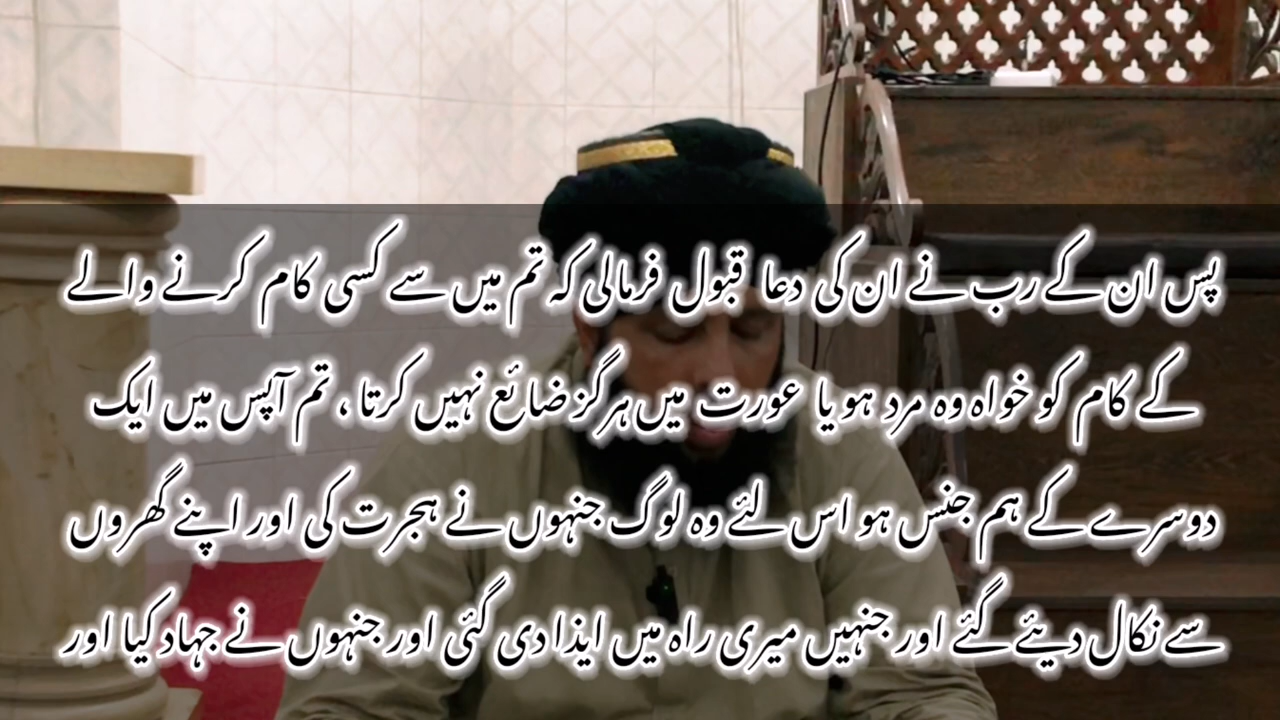 پس ان کے رب نے ان کی دعا قبول فرمالی کہ تم میں سے کسی کام کرنے والے
کے کام کو خواہ وہ مرد ہو یا عورت میں ہرگز ضائع نہیں کرتا ، تم آپس میں ایک
دوسرے کے ہم جنس ہو اس لئے وہ لوگ جنہوں نے ہجرت کی اور اپنے گھروں
سے نکال دیئے گئے اور جنہیں میری راہ میں ایذا دی گئی اور جنہوں نے جہاد کیا اور